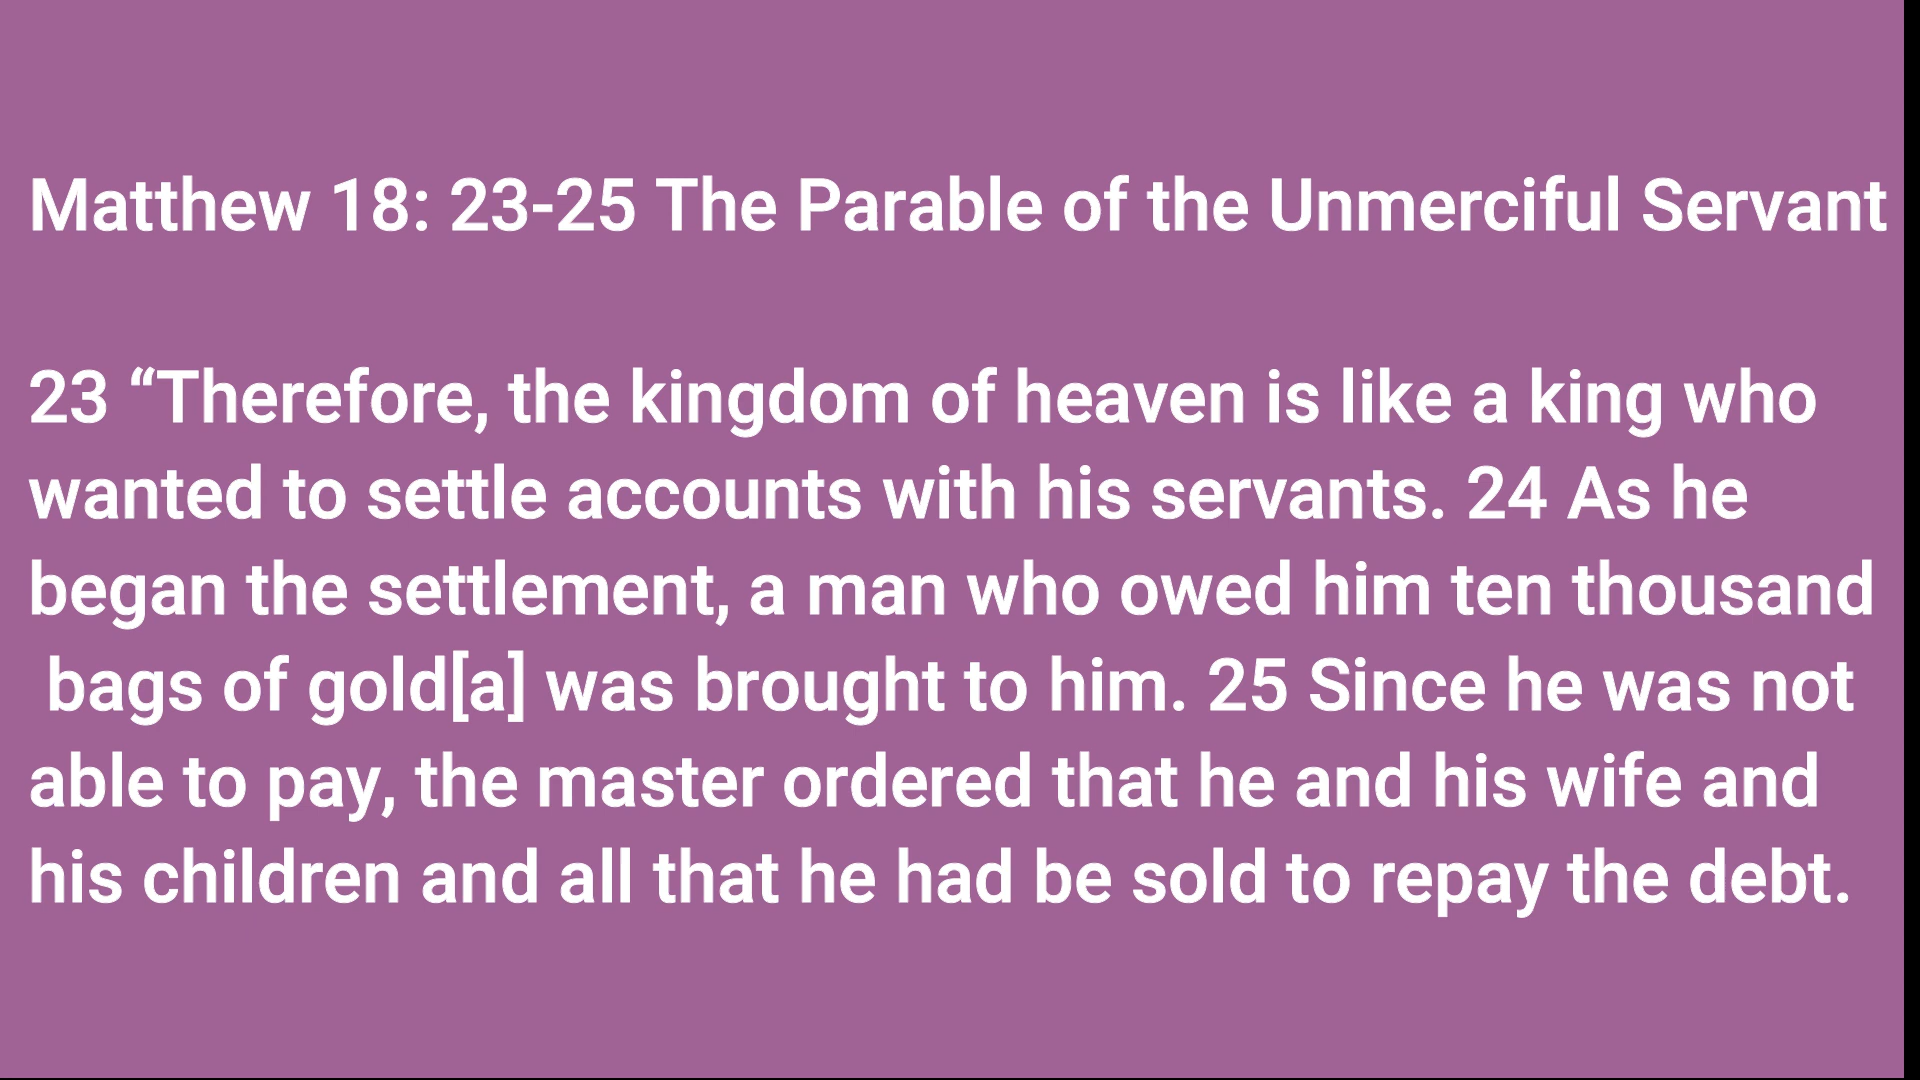 Matthew 18: 23-25 The Parable of the Unmerciful Servant
23 “Therefore, the kingdom of heaven is like a king who
wanted to settle accounts with his servants. 24 As he
began the settlement, a man who owed him ten thousand
bags of gold[a] was brought to him. 25 Since he was not
able to pay, the master ordered that he and his wife and
his children and all that he had be sold to repay the debt.